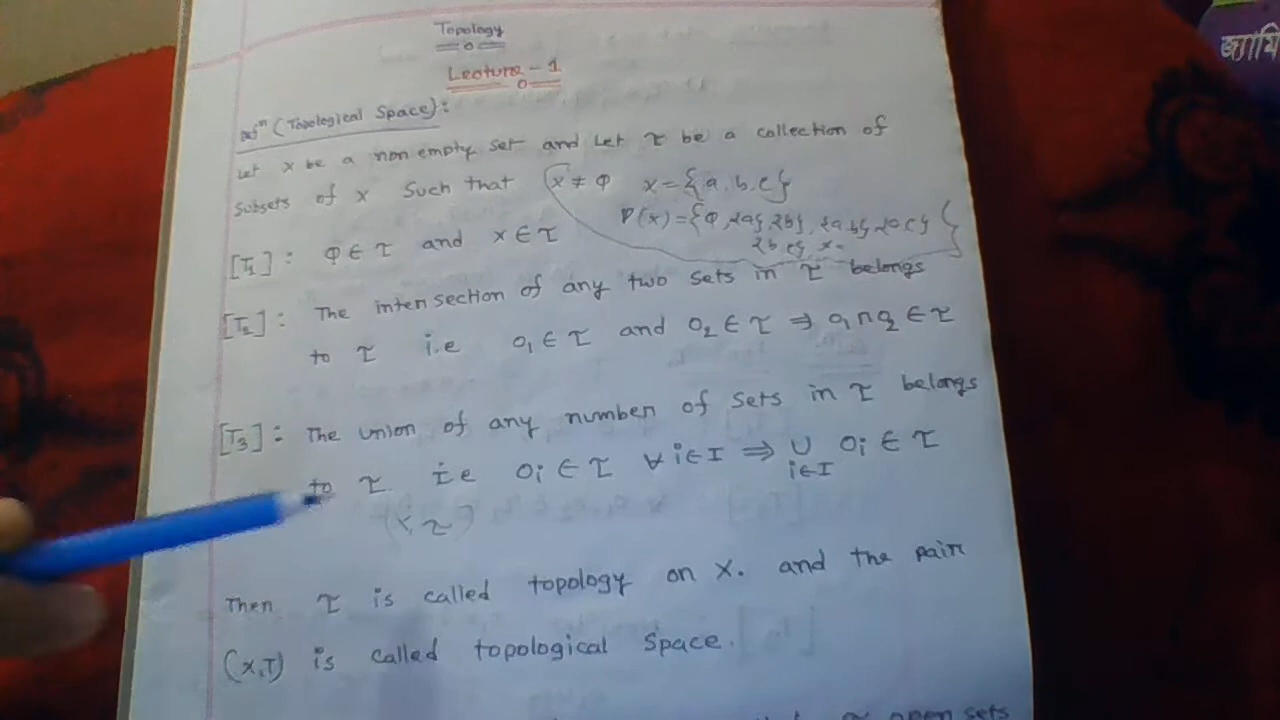 Topology
Lecture - 1
Defⁿ (Topological Space):
Let X be a non empty set and Let τ be a collection of
Subsets of X Such that
X ≠ φ X = {a, b, c}
P(X) = {φ, {a}, {b}, {a, b}, {a, c}
{b, c}, X }
[T₁] : φ ∈ τ and X ∈ τ
[T₂] : The intersection of any two sets in τ belongs
to τ i.e O₁ ∈ τ and O₂ ∈ τ ⇒ O₁ ∩ O₂ ∈ τ
[T₃] : The union of any number of sets in τ belongs
to τ i.e Oᵢ ∈ τ ∀ i ∈ I ⇒ ∪ Oᵢ ∈ τ
i ∈ I
Then τ is called topology on X. and the pair
(X, T) is called topological Space.
open sets
জ্যামি